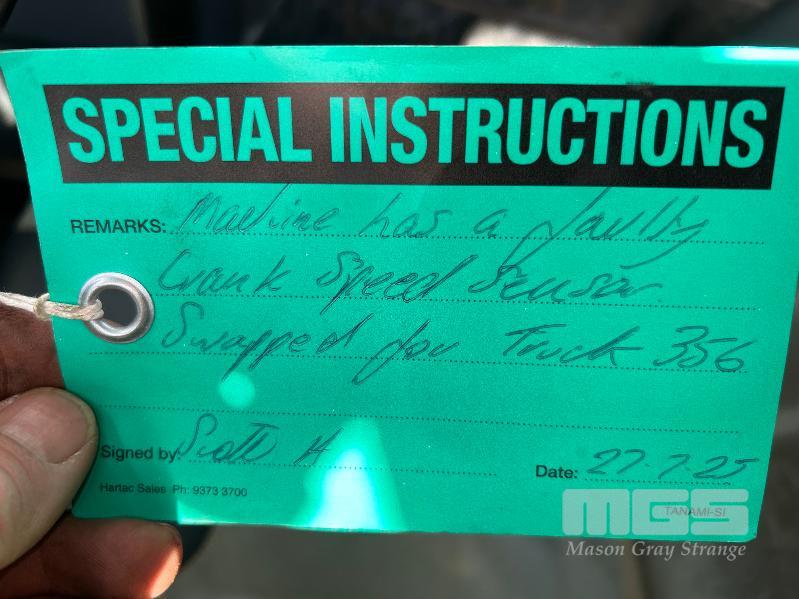 SPECIAL INSTRUCTIONS
REMARKS: Machine has a faulty
Crank Speed Sensor
Swapped for Truck 356
Signed by: Scott H
Date: 27.7.25
Hartac Sales Ph: 9373 3700
MGS
TANAMI-SI
Mason Gray Strange